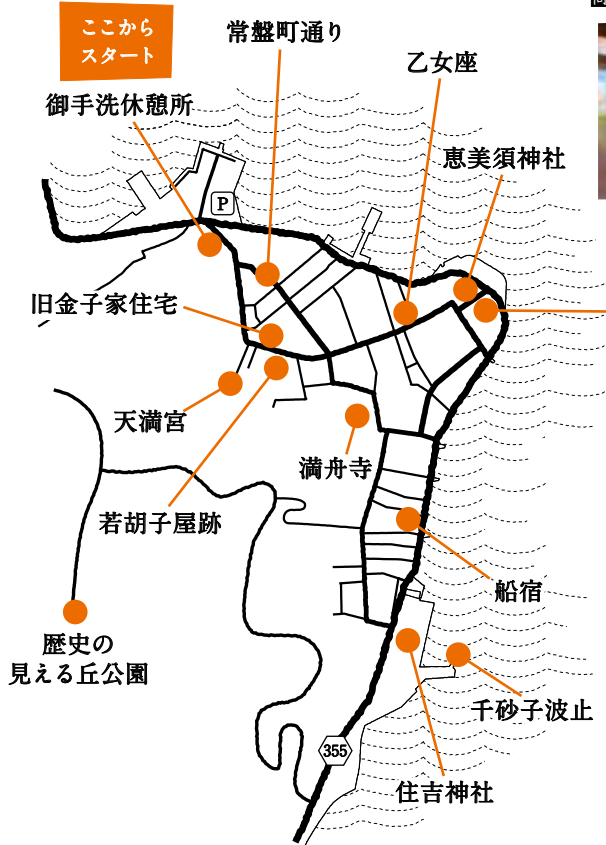 ここから
スタート
常盤町通り
乙女座
御手洗休憩所
恵美須神社
P
旧金子家住宅
天満宮
満舟寺
若胡子屋跡
船宿
歴史の
見える丘公園
千砂子波止
355
住吉神社